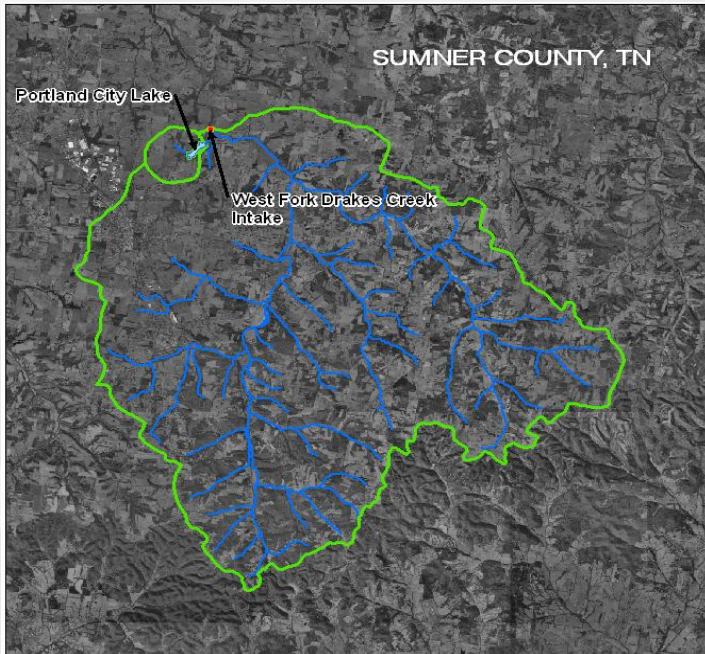 SUMNER COUNTY, TN
Portland City Lake
West Fork Drakes Creek
Intake